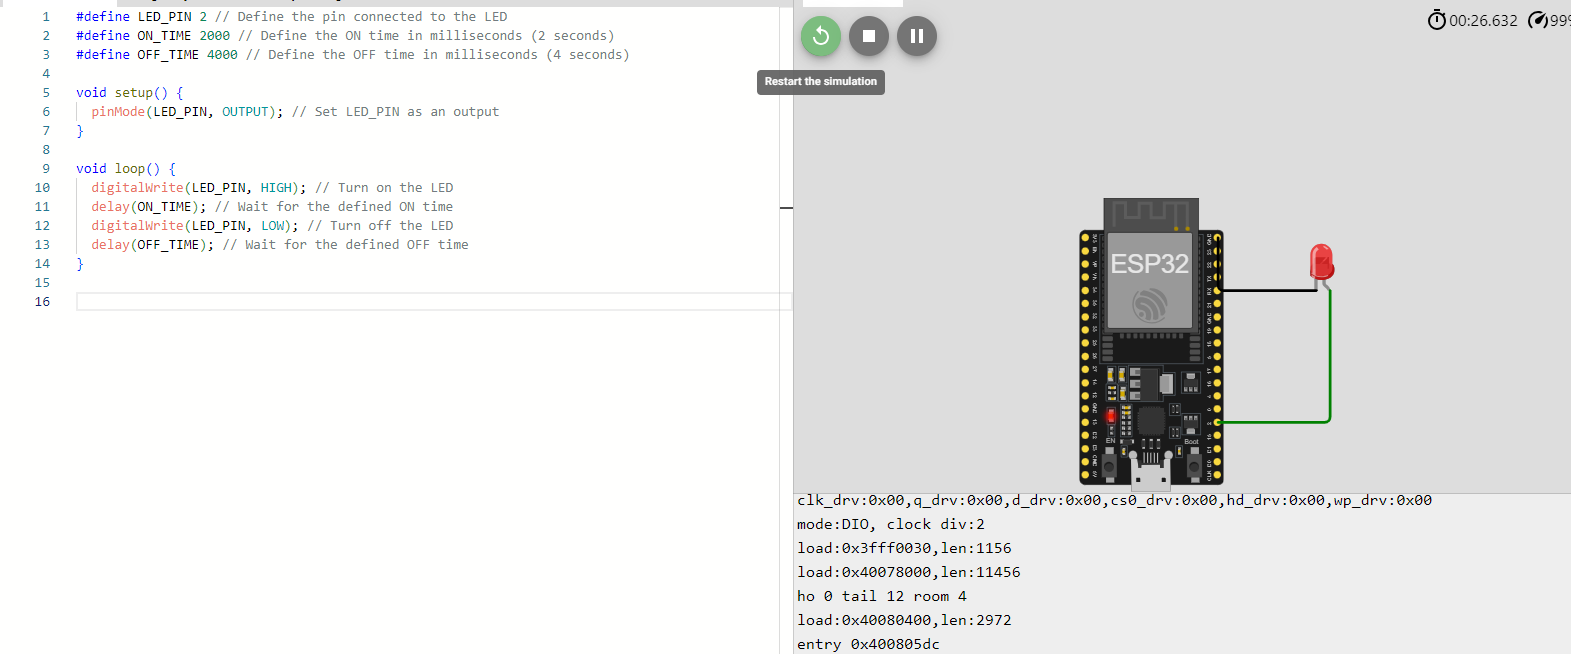 1 #define LED_PIN 2 // Define the pin connected to the LED
2 #define ON_TIME 2000 // Define the ON time in milliseconds (2 seconds)
3 #define OFF_TIME 4000 // Define the OFF time in milliseconds (4 seconds)
4
5 void setup() {
6 pinMode(LED_PIN, OUTPUT); // Set LED_PIN as an output
7 }
8
9 void loop() {
10 digitalWrite(LED_PIN, HIGH); // Turn on the LED
11 delay(ON_TIME); // Wait for the defined ON time
12 digitalWrite(LED_PIN, LOW); // Turn off the LED
13 delay(OFF_TIME); // Wait for the defined OFF time
14 }
15
16
00:26.632 99%
Restart the simulation
ESP32
EN Boot
clk_drv:0x00,q_drv:0x00,d_drv:0x00,cs0_drv:0x00,hd_drv:0x00,wp_drv:0x00
mode:DIO, clock div:2
load:0x3fff0030,len:1156
load:0x40078000,len:11456
ho 0 tail 12 room 4
load:0x40080400,len:2972
entry 0x400805dc